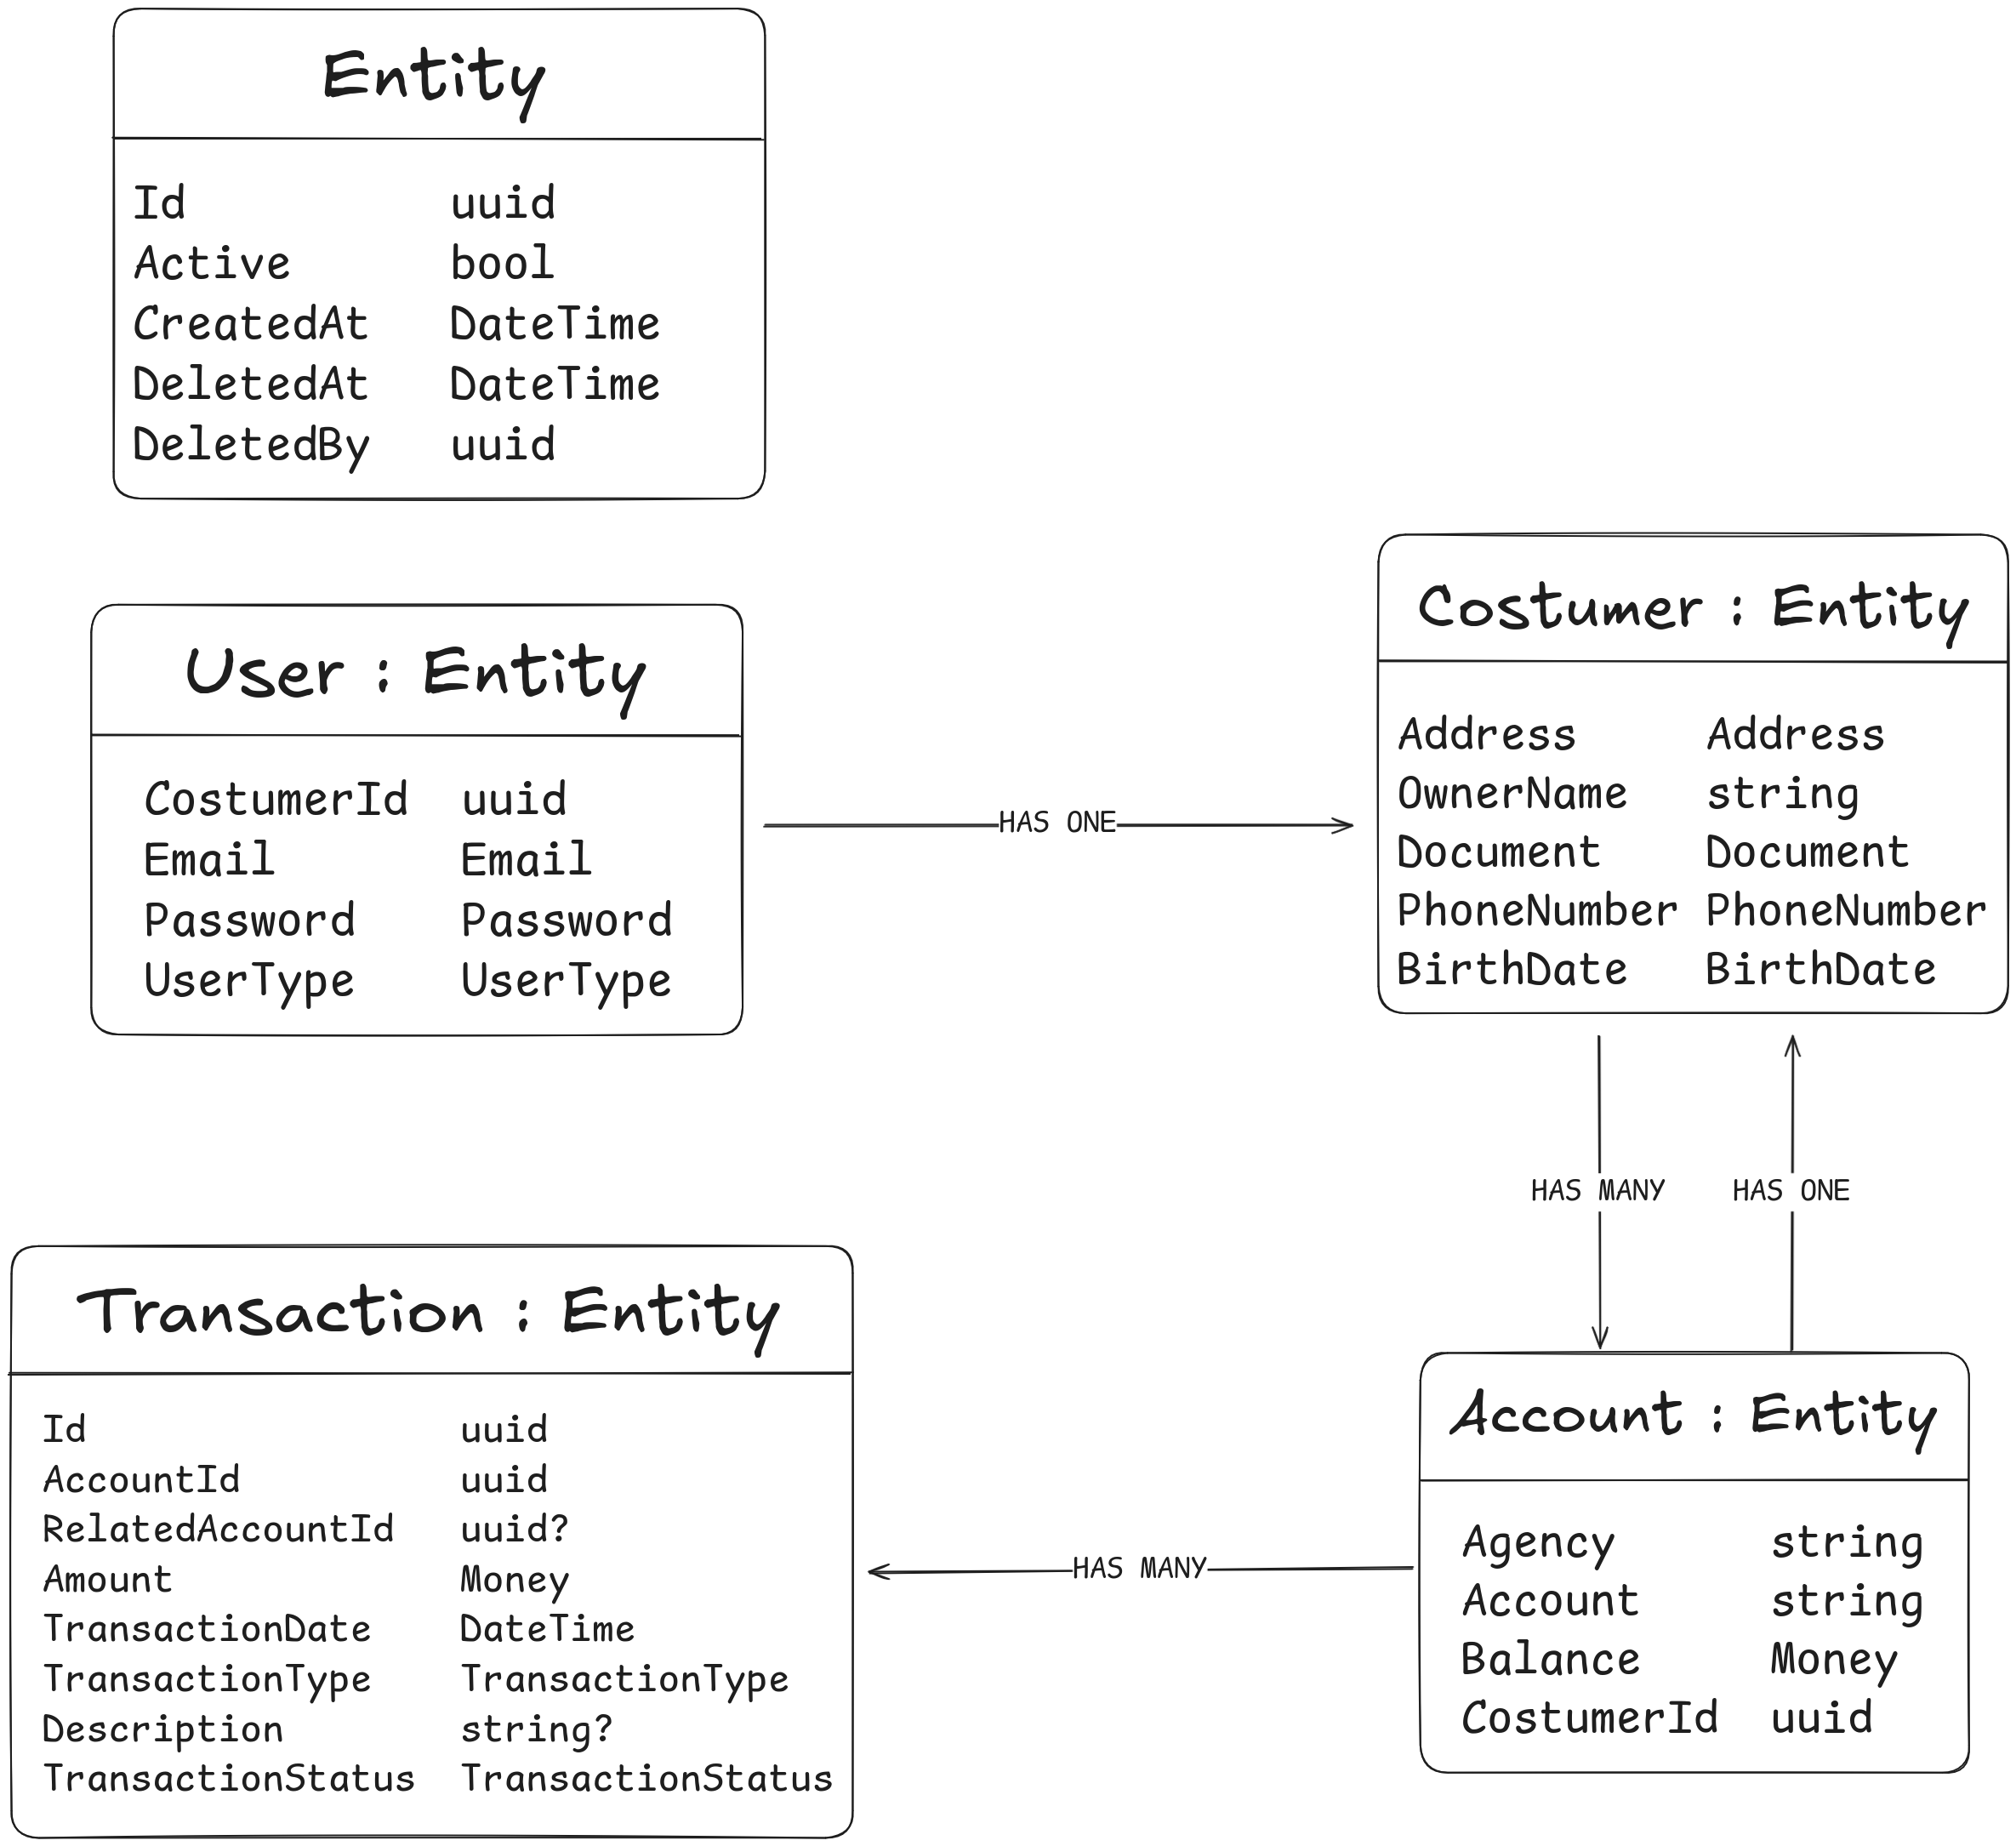 Entity
Id uuid
Active bool
CreatedAt DateTime
DeletedAt DateTime
DeletedBy uuid
User : Entity
CostumerId uuid
Email Email
Password Password
UserType UserType
HAS ONE
Costumer : Entity
Address Address
OwnerName string
Document Document
PhoneNumber PhoneNumber
BirthDate BirthDate
HAS MANY
HAS ONE
Transaction : Entity
Id uuid
AccountId uuid
RelatedAccountId uuid?
Amount Money
TransactionDate DateTime
TransactionType TransactionType
Description string?
TransactionStatus TransactionStatus
HAS MANY
Account : Entity
Agency string
Account string
Balance Money
CostumerId uuid